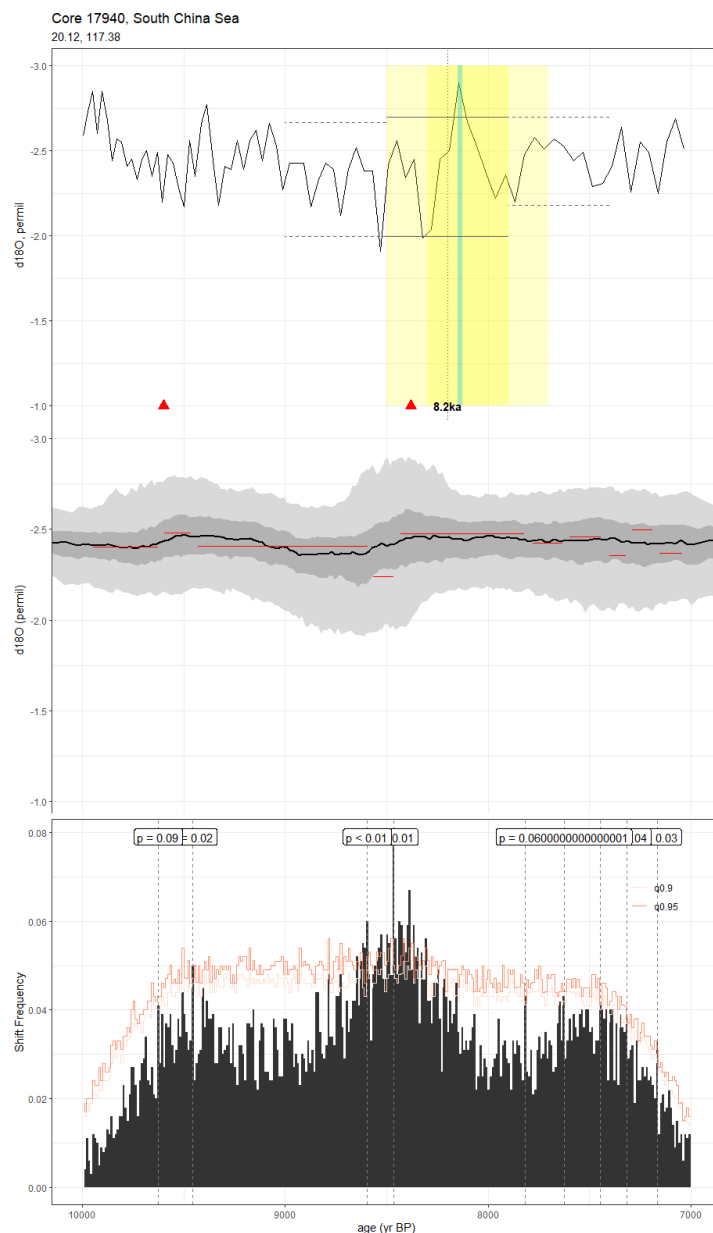 Core 17940, South China Sea
20.12, 117.38
-3.0
-2.5
-2.0
-1.5
-1.0
d18O, permil
8.2ka
-3.0
-2.5
-2.0
-1.5
-1.0
d18O (permil)
p = 0.09 = 0.02 p < 0.01 0.01 p = 0.0600000000000001 04 0.03
q0.9
q0.95
0.08
0.06
0.04
0.02
0.00
Shift Frequency
10000 9000 8000 7000
age (yr BP)